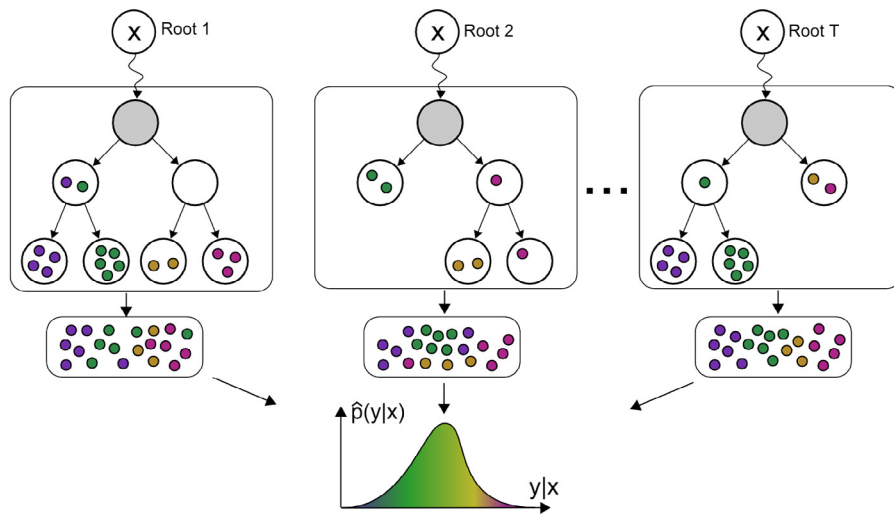 x Root 1
x Root 2
x Root T
...
p̂(y|x)
y|x